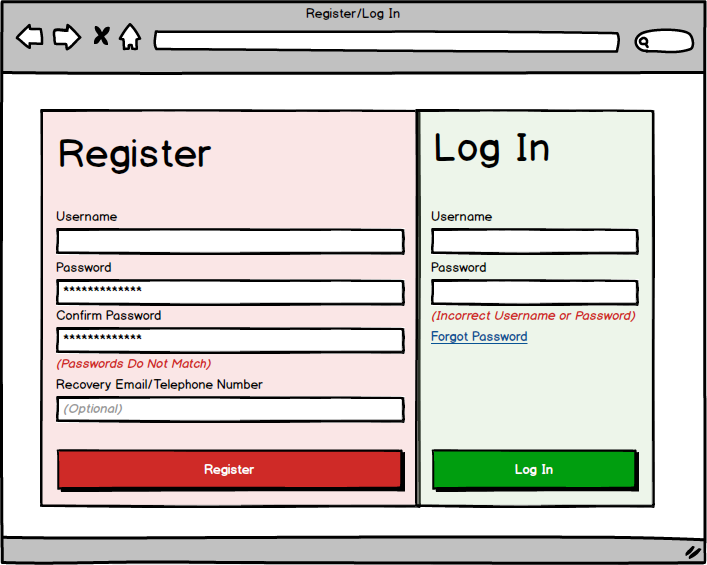 Register/Log In
Register
Username
Password
*************
Confirm Password
*************
(Passwords Do Not Match)
Recovery Email/Telephone Number
(Optional)
Register
Log In
Username
Password
(Incorrect Username or Password)
Forgot Password
Log In